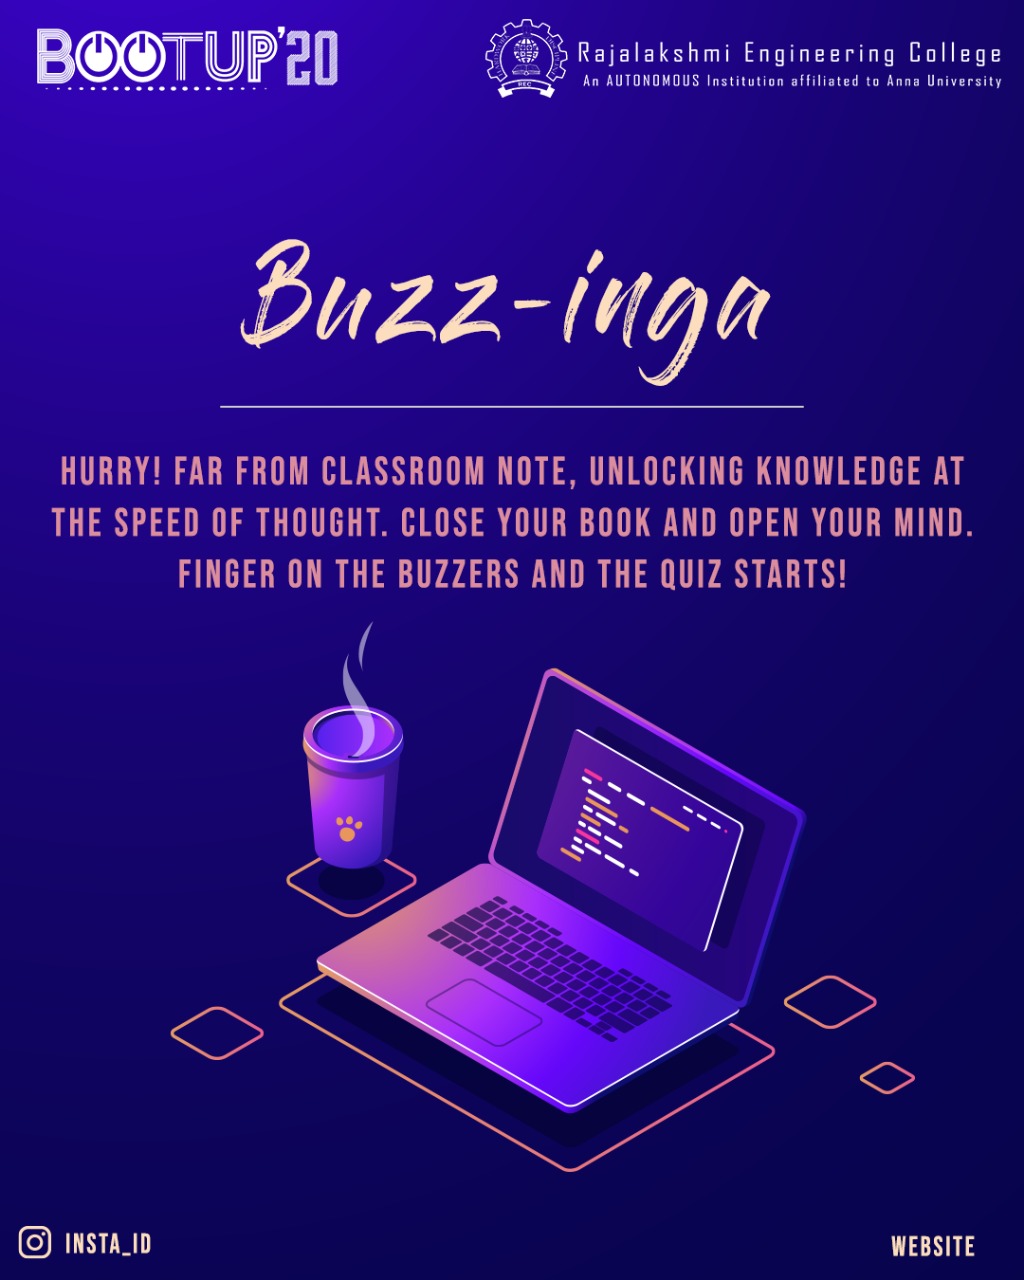 BOOTUP'20
Rajalakshmi Engineering College
An AUTONOMOUS Institution affiliated to Anna University
REC
Buzz-inga
HURRY! FAR FROM CLASSROOM NOTE, UNLOCKING KNOWLEDGE AT
THE SPEED OF THOUGHT. CLOSE YOUR BOOK AND OPEN YOUR MIND.
FINGER ON THE BUZZERS AND THE QUIZ STARTS!
INSTA_ID
WEBSITE